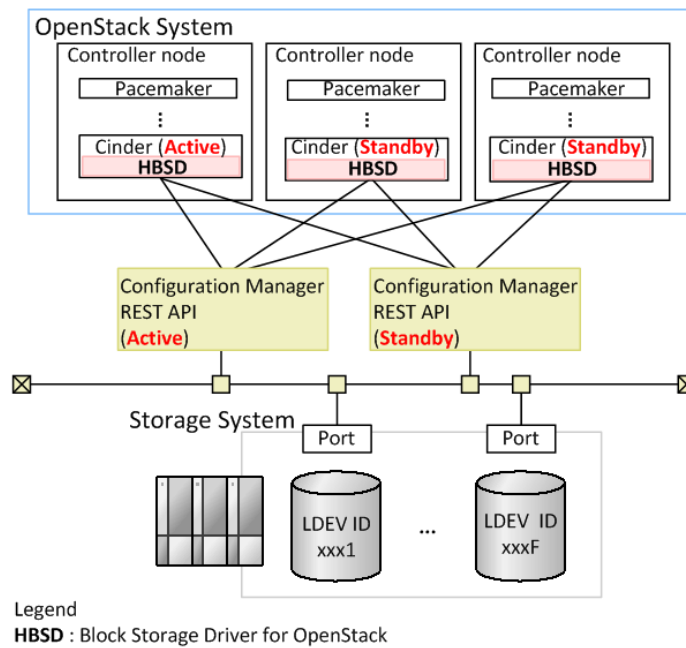 OpenStack System
Controller node
Pacemaker
⋮
Cinder (Active)
HBSD
Controller node
Pacemaker
⋮
Cinder (Standby)
HBSD
Controller node
Pacemaker
⋮
Cinder (Standby)
HBSD
Configuration Manager
REST API
(Active)
Configuration Manager
REST API
(Standby)
Storage System
Port
Port
LDEV ID
xxx1
...
LDEV ID
xxxF
Legend
HBSD : Block Storage Driver for OpenStack